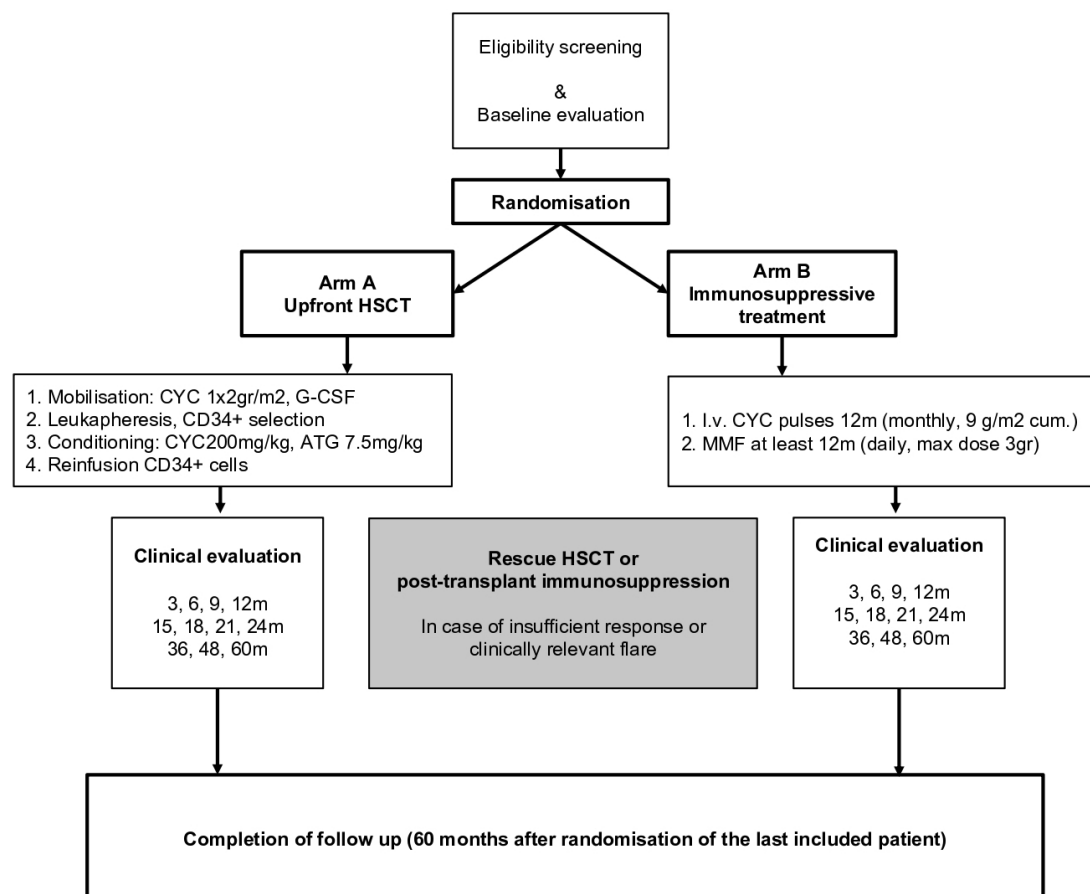 Eligibility screening
&
Baseline evaluation
Randomisation
Arm A
Upfront HSCT
Arm B
Immunosuppressive
treatment
1. Mobilisation: CYC 1x2gr/m2, G-CSF
2. Leukapheresis, CD34+ selection
3. Conditioning: CYC200mg/kg, ATG 7.5mg/kg
4. Reinfusion CD34+ cells
1. I.v. CYC pulses 12m (monthly, 9 g/m2 cum.)
2. MMF at least 12m (daily, max dose 3gr)
Clinical evaluation
3, 6, 9, 12m
15, 18, 21, 24m
36, 48, 60m
Rescue HSCT or
post-transplant immunosuppression
In case of insufficient response or
clinically relevant flare
Clinical evaluation
3, 6, 9, 12m
15, 18, 21, 24m
36, 48, 60m
Completion of follow up (60 months after randomisation of the last included patient)